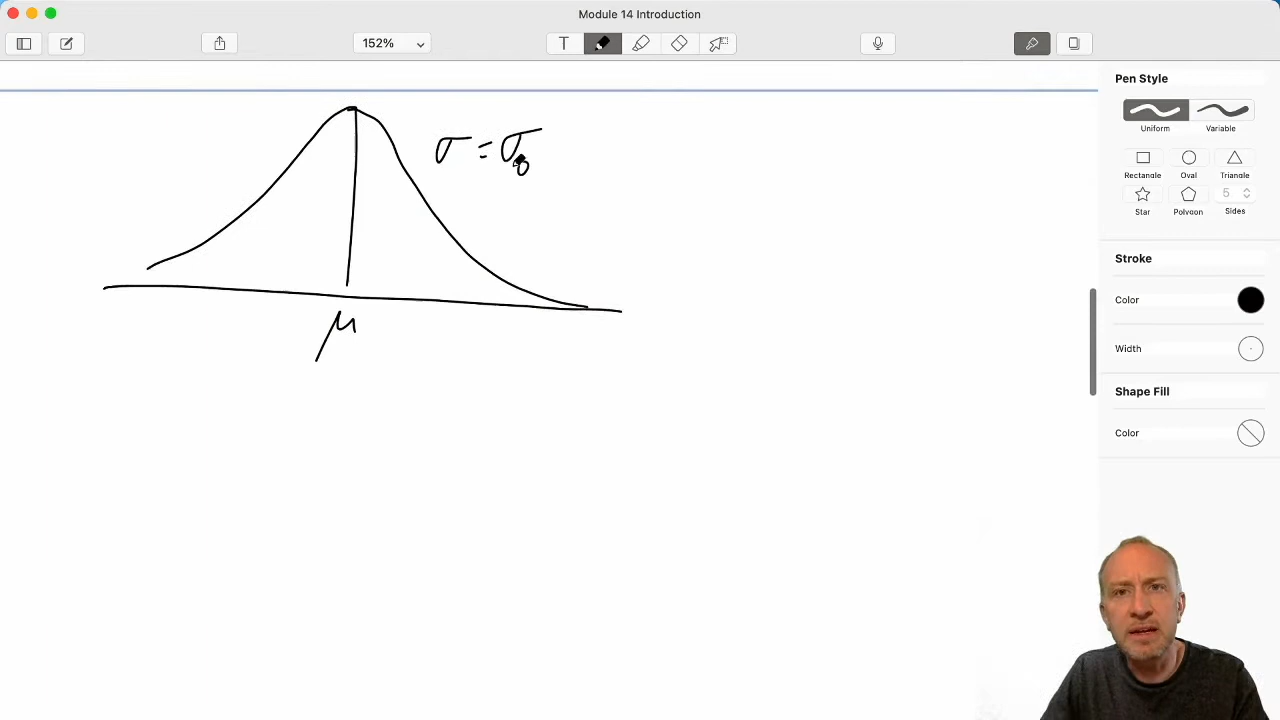 Module 14 Introduction
152%
T
Pen Style
Uniform Variable
Rectangle Oval Triangle
5
Star Polygon Sides
Stroke
Color
Width
Shape Fill
Color
σ = σ
μ